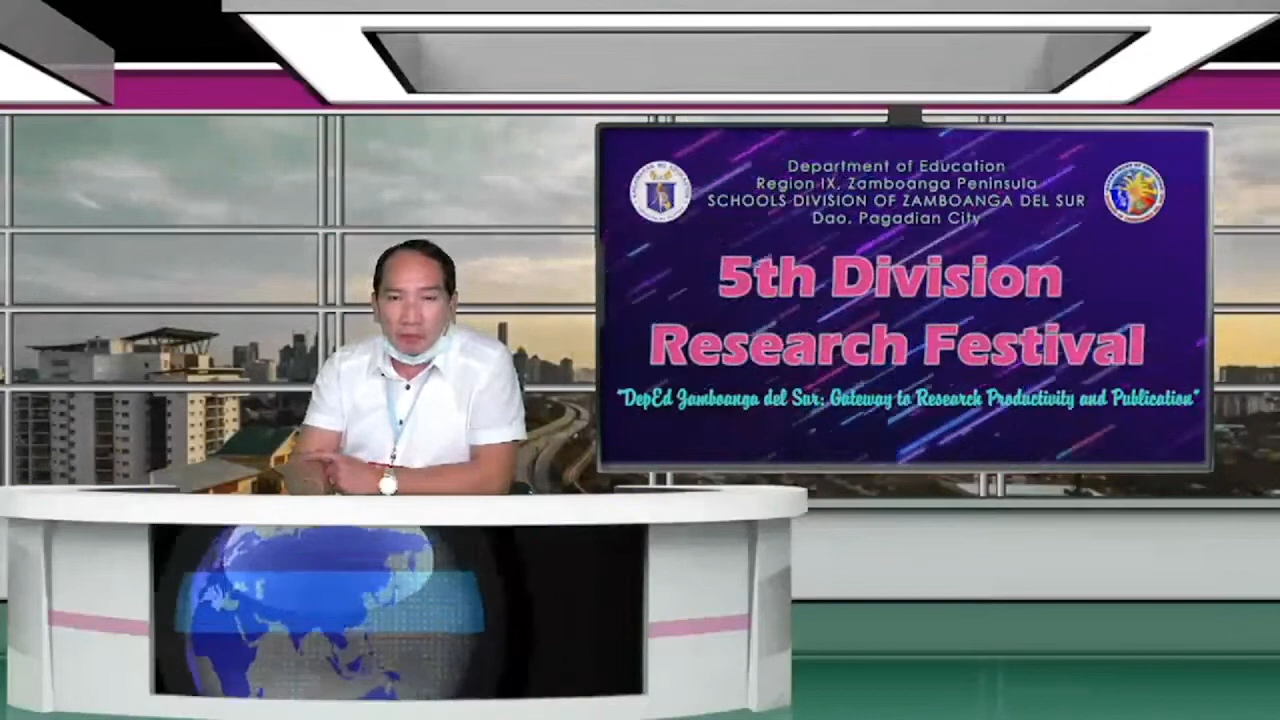 Department of Education
Region IX, Zamboanga Peninsula
SCHOOLS DIVISION OF ZAMBOANGA DEL SUR
Dao, Pagadian City
5th Division
Research Festival
"DepEd Zamboanga del Sur: Gateway to Research Productivity and Publication"